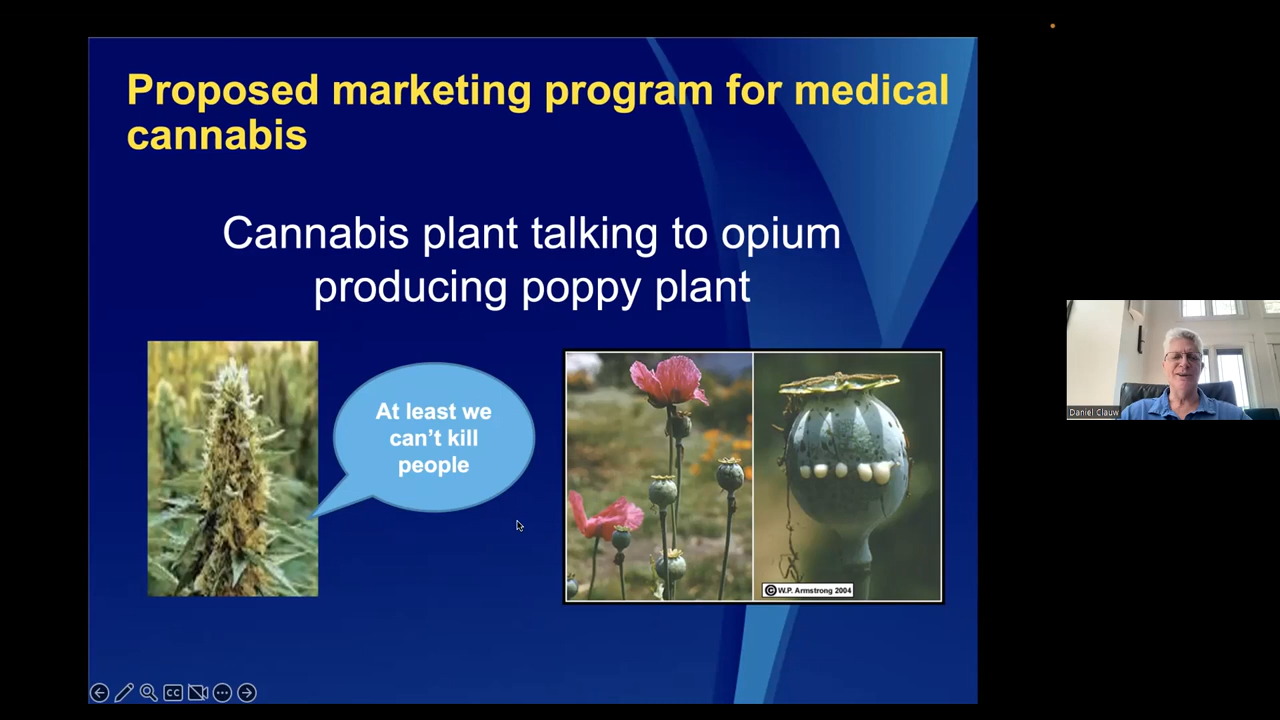 Proposed marketing program for medical
cannabis
Cannabis plant talking to opium
producing poppy plant
At least we
can't kill
people
© W.P. Armstrong 2004
Daniel Clauw
CC